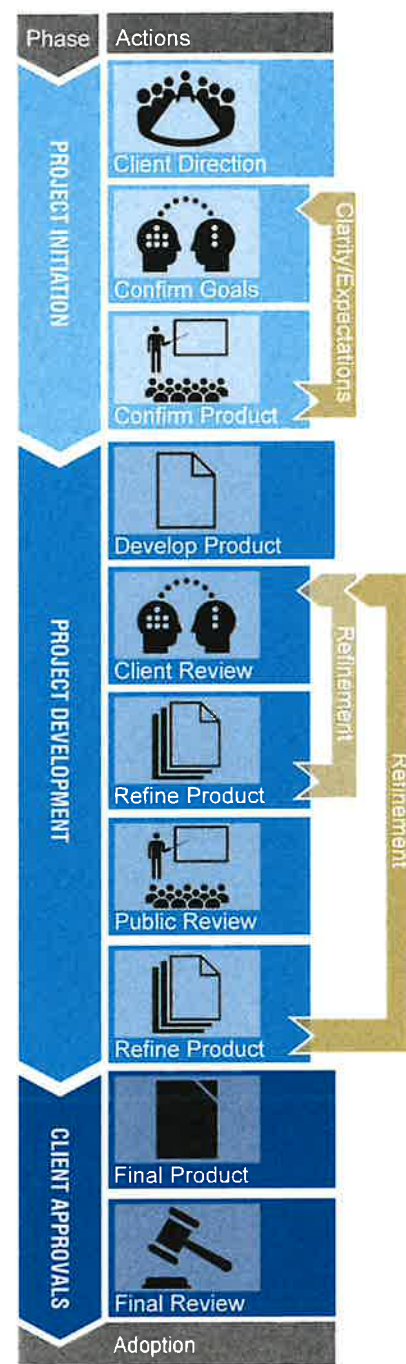 Phase
Actions
PROJECT INITIATION
Client Direction
Confirm Goals
Clarity/Expectations
Confirm Product
PROJECT DEVELOPMENT
Develop Product
Client Review
Refinement
Refine Product
Refinement
Public Review
Refine Product
CLIENT APPROVALS
Final Product
Final Review
Adoption